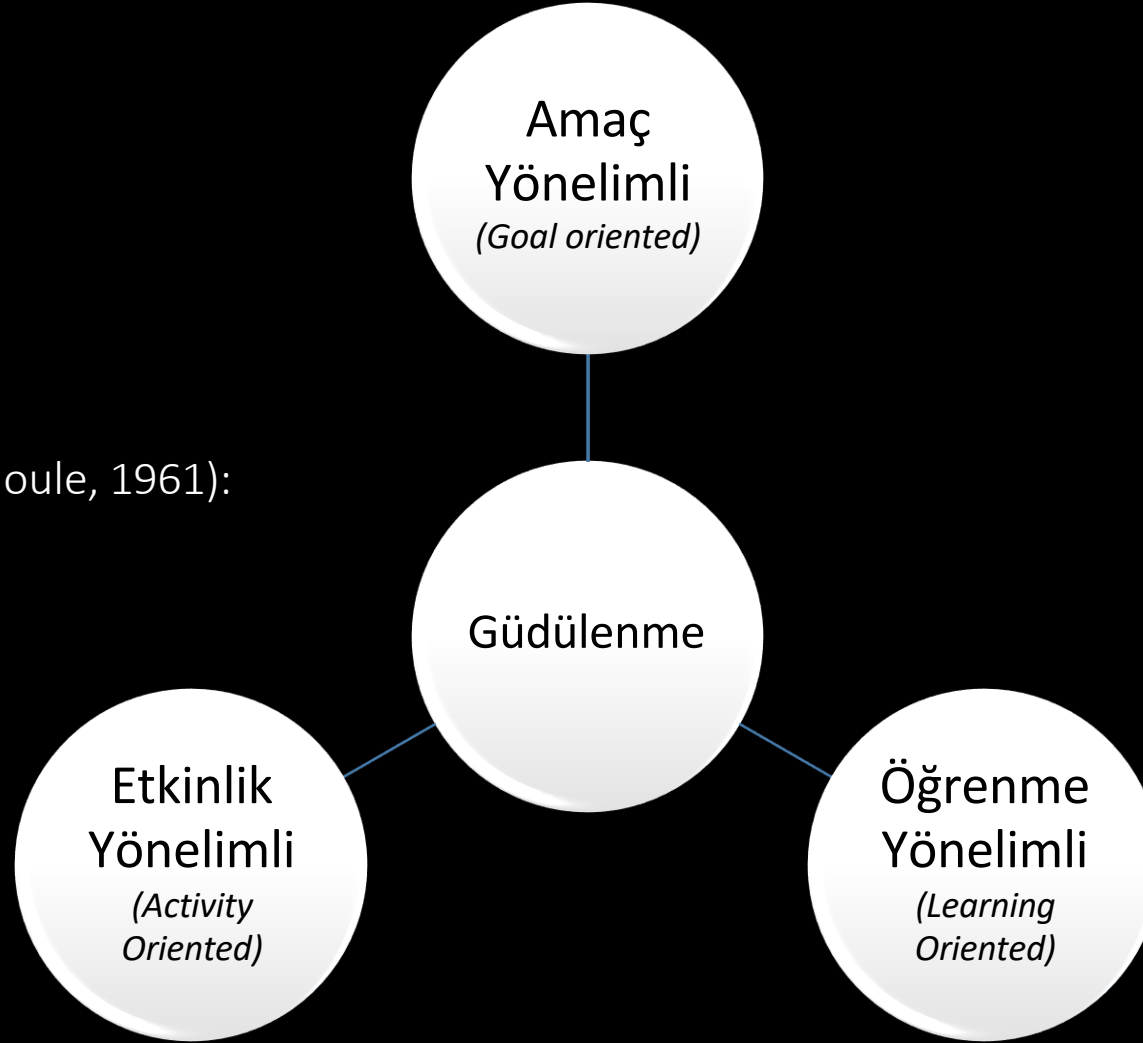 Amaç
Yönelimli
(Goal oriented)
oule, 1961):
Güdülenme
Etkinlik
Yönelimli
(Activity
Oriented)
Öğrenme
Yönelimli
(Learning
Oriented)